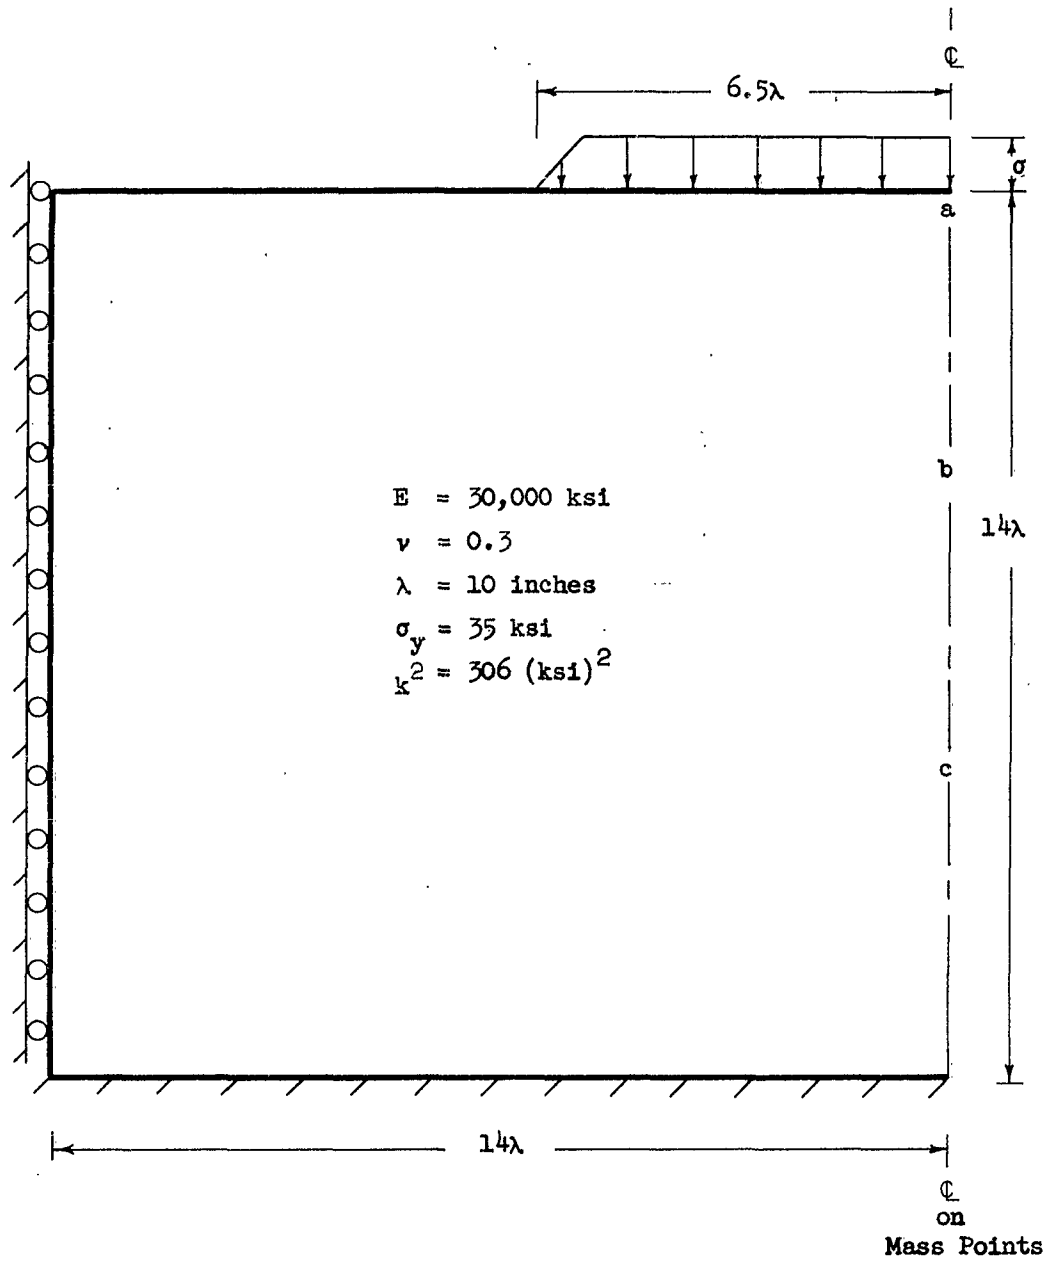 ℄
6.5λ
σ
a
b
14λ
E = 30,000 ksi
ν = 0.3
λ = 10 inches
σy = 35 ksi
k² = 306 (ksi)²
c
14λ
℄
on
Mass Points